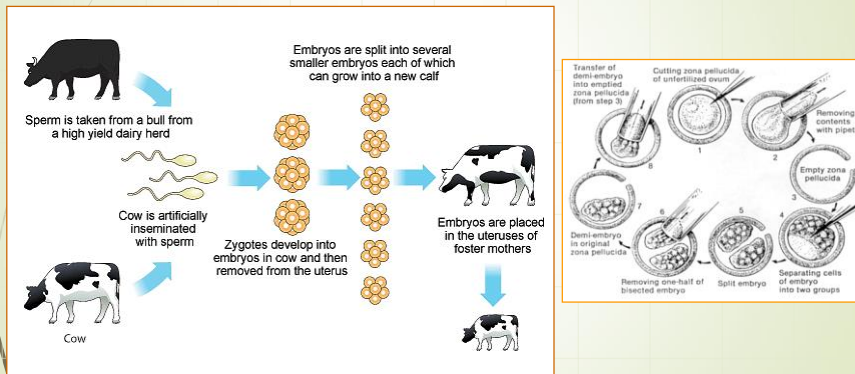 Embryos are split into several
smaller embryos each of which
can grow into a new calf
Sperm is taken from a bull from
a high yield dairy herd
Cow is artificially
inseminated
with sperm
Zygotes develop into
embryos in cow and then
removed from the uterus
Embryos are placed
in the uteruses of
foster mothers
Cow
Transfer of
demi-embryo
into emptied
zona pellucida
(from step 3)
Cutting zona pellucida
of unfertilized ovum
1
Removing
contents
with pipet
2
Empty zona
pellucida
3
4
Separating cells
of embryo
into two groups
5
Split embryo
6
Removing one-half of
bisected embryo
7
Demi-embryo
in original
zona pellucida
8